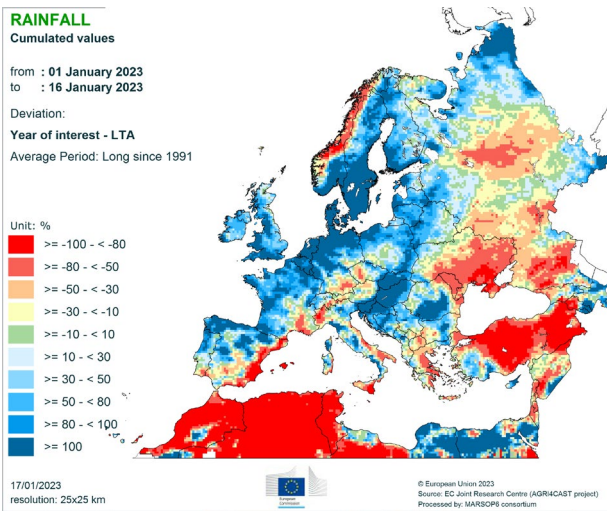 RAINFALL
Cumulated values
from : 01 January 2023
to : 16 January 2023
Deviation:
Year of interest - LTA
Average Period: Long since 1991
Unit: %
>= -100 - < -80
>= -80 - < -50
>= -50 - < -30
>= -30 - < -10
>= -10 - < 10
>= 10 - < 30
>= 30 - < 50
>= 50 - < 80
>= 80 - < 100
>= 100
17/01/2023
resolution: 25x25 km
European
Commission
© European Union 2023
Source: EC Joint Research Centre (AGRI4CAST project)
Processed by: MARSOP6 consortium